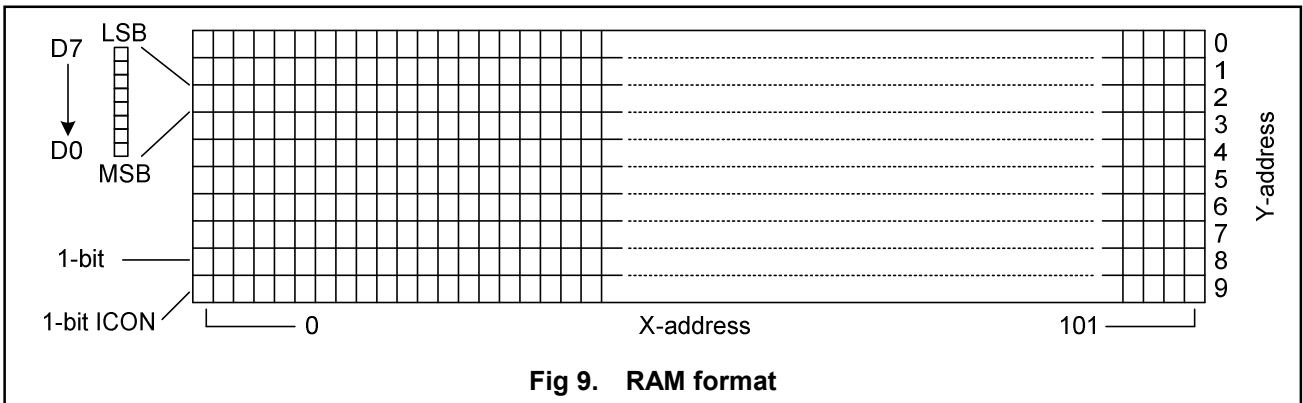 LSB
D7
D0
MSB
1-bit
1-bit ICON
0
1
2
3
4
5
6
7
8
9
Y-address
0 X-address 101
Fig 9. RAM format